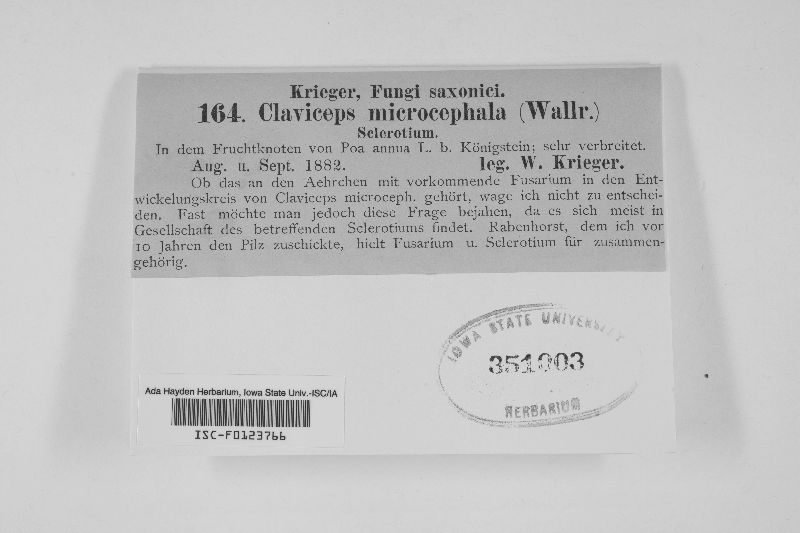 Krieger, Fungi saxonici.
164. Claviceps microcephala (Wallr.)
Sclerotium.
In dem Fruchtknoten von Poa annua L. b. Königstein; sehr verbreitet.
Aug. u. Sept. 1882. leg. W. Krieger.
Ob das an den Aehrchen mit vorkommende Fusarium in den Ent-
wickelungskreis von Claviceps microceph. gehört, wage ich nicht zu entschei-
den. Fast möchte man jedoch diese Frage bejahen, da es sich meist in
Gesellschaft des betreffenden Sclerotiums findet. Rabenhorst, dem ich vor
10 Jahren den Pilz zuschickte, hielt Fusarium u. Sclerotium für zusammen-
gehörig.
IOWA STATE UNIVERSITY
351003
HERBARIUM
Ada Hayden Herbarium, Iowa State Univ.-ISC/IA
ISC-F0123766